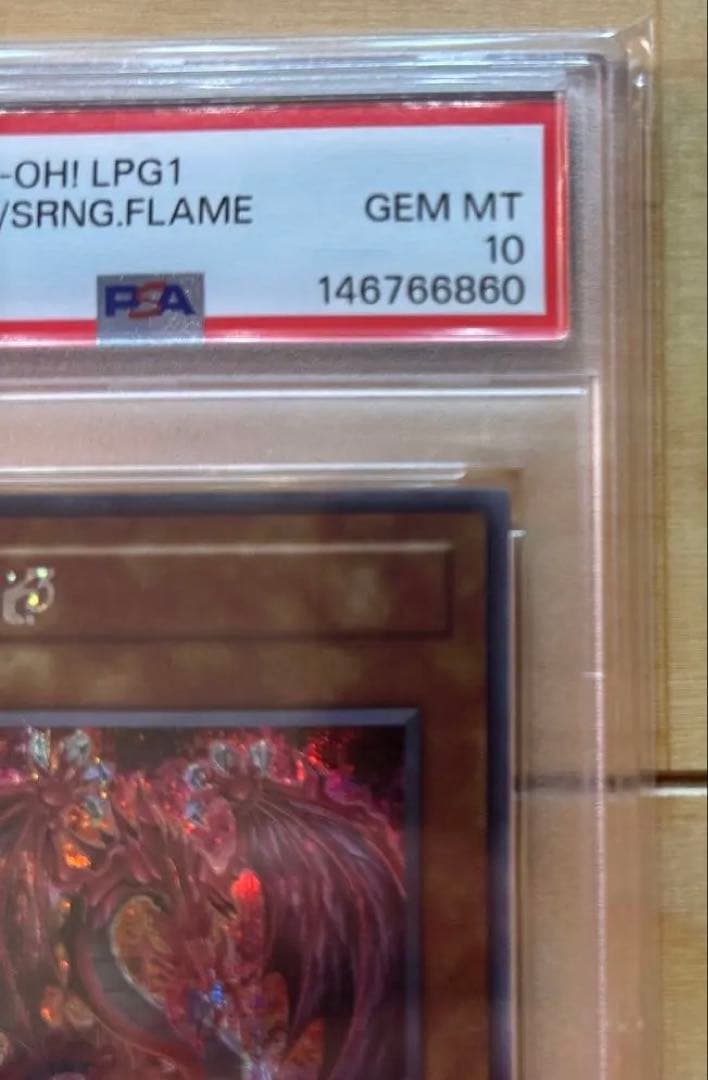 -OH! LPG1
/SRNG.FLAME
GEM MT
10
146766860
PSA